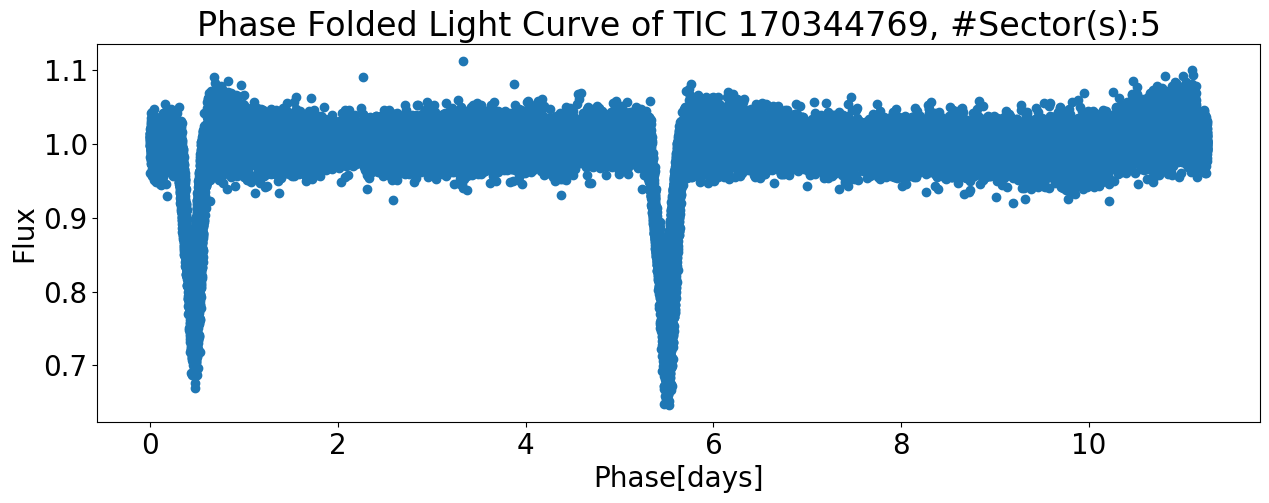 Phase Folded Light Curve of TIC 170344769, #Sector(s):5
1.1
1.0
0.9
0.8
0.7
Flux
0 2 4 6 8 10
Phase[days]